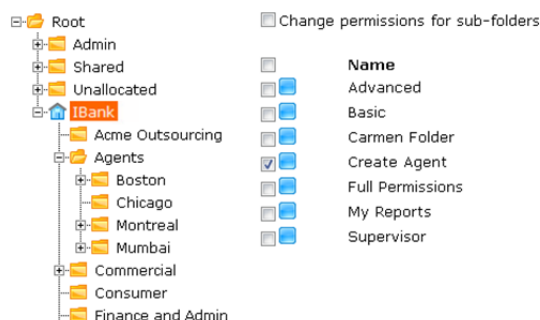 Root
Admin
Shared
Unallocated
IBank
Acme Outsourcing
Agents
Boston
Chicago
Montreal
Mumbai
Commercial
Consumer
Finance and Admin
Change permissions for sub-folders
Name
Advanced
Basic
Carmen Folder
Create Agent
Full Permissions
My Reports
Supervisor